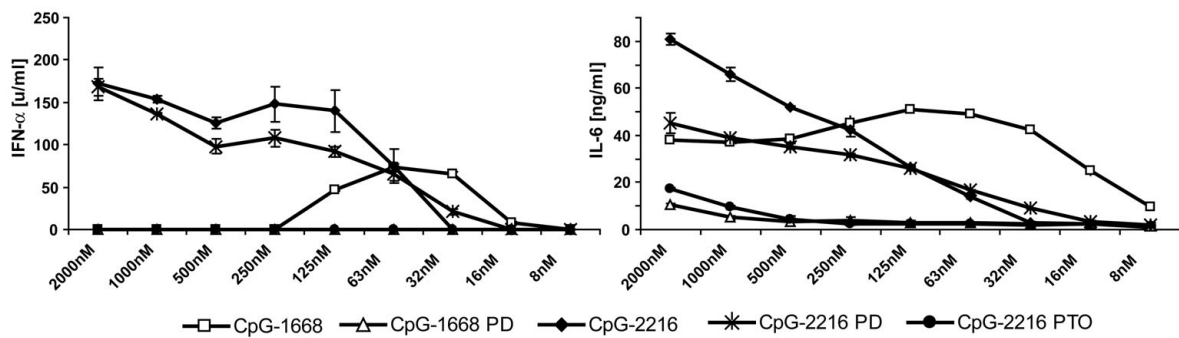 250
200
150
100
50
0
IFN-α [u/ml]
2000nM 1000nM 500nM 250nM 125nM 63nM 32nM 16nM 8nM
80
60
40
20
0
IL-6 [ng/ml]
2000nM 1000nM 500nM 250nM 125nM 63nM 32nM 16nM 8nM
CpG-1668 CpG-1668 PD CpG-2216 CpG-2216 PD CpG-2216 PTO